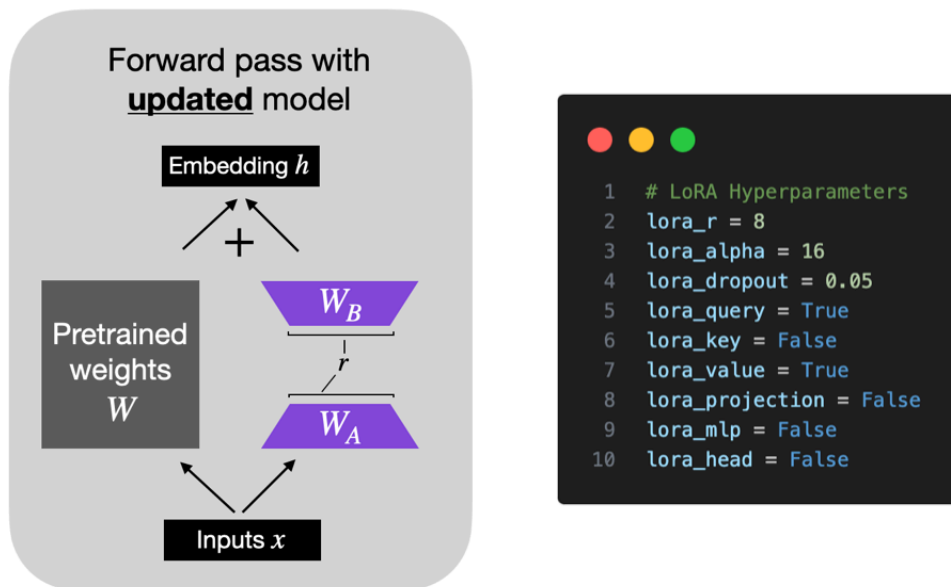 Forward pass with
updated model
Embedding h
+
Pretrained
weights
W
W_B
r
W_A
Inputs x
1 # LoRA Hyperparameters
2 lora_r = 8
3 lora_alpha = 16
4 lora_dropout = 0.05
5 lora_query = True
6 lora_key = False
7 lora_value = True
8 lora_projection = False
9 lora_mlp = False
10 lora_head = False